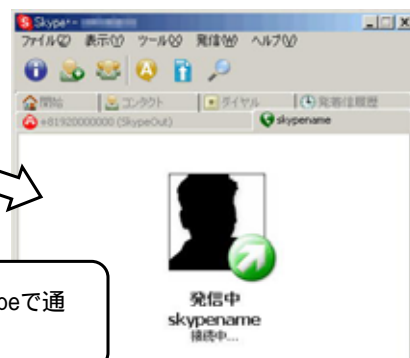 Skype
ファイル(F) 表示(V) ツール(S) 発信(W) ヘルプ(V)
開始 コンタクト ダイヤル 発着信履歴
+81920000000 (SkypeOut) skypename
発信中
skypename
接続中...
peで通